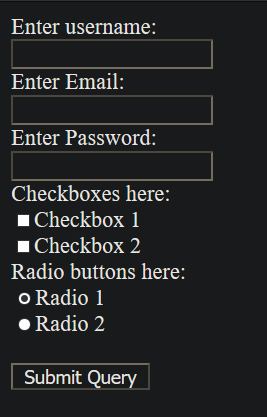 Enter username:
Enter Email:
Enter Password:
Checkboxes here:
Checkbox 1
Checkbox 2
Radio buttons here:
Radio 1
Radio 2
Submit Query